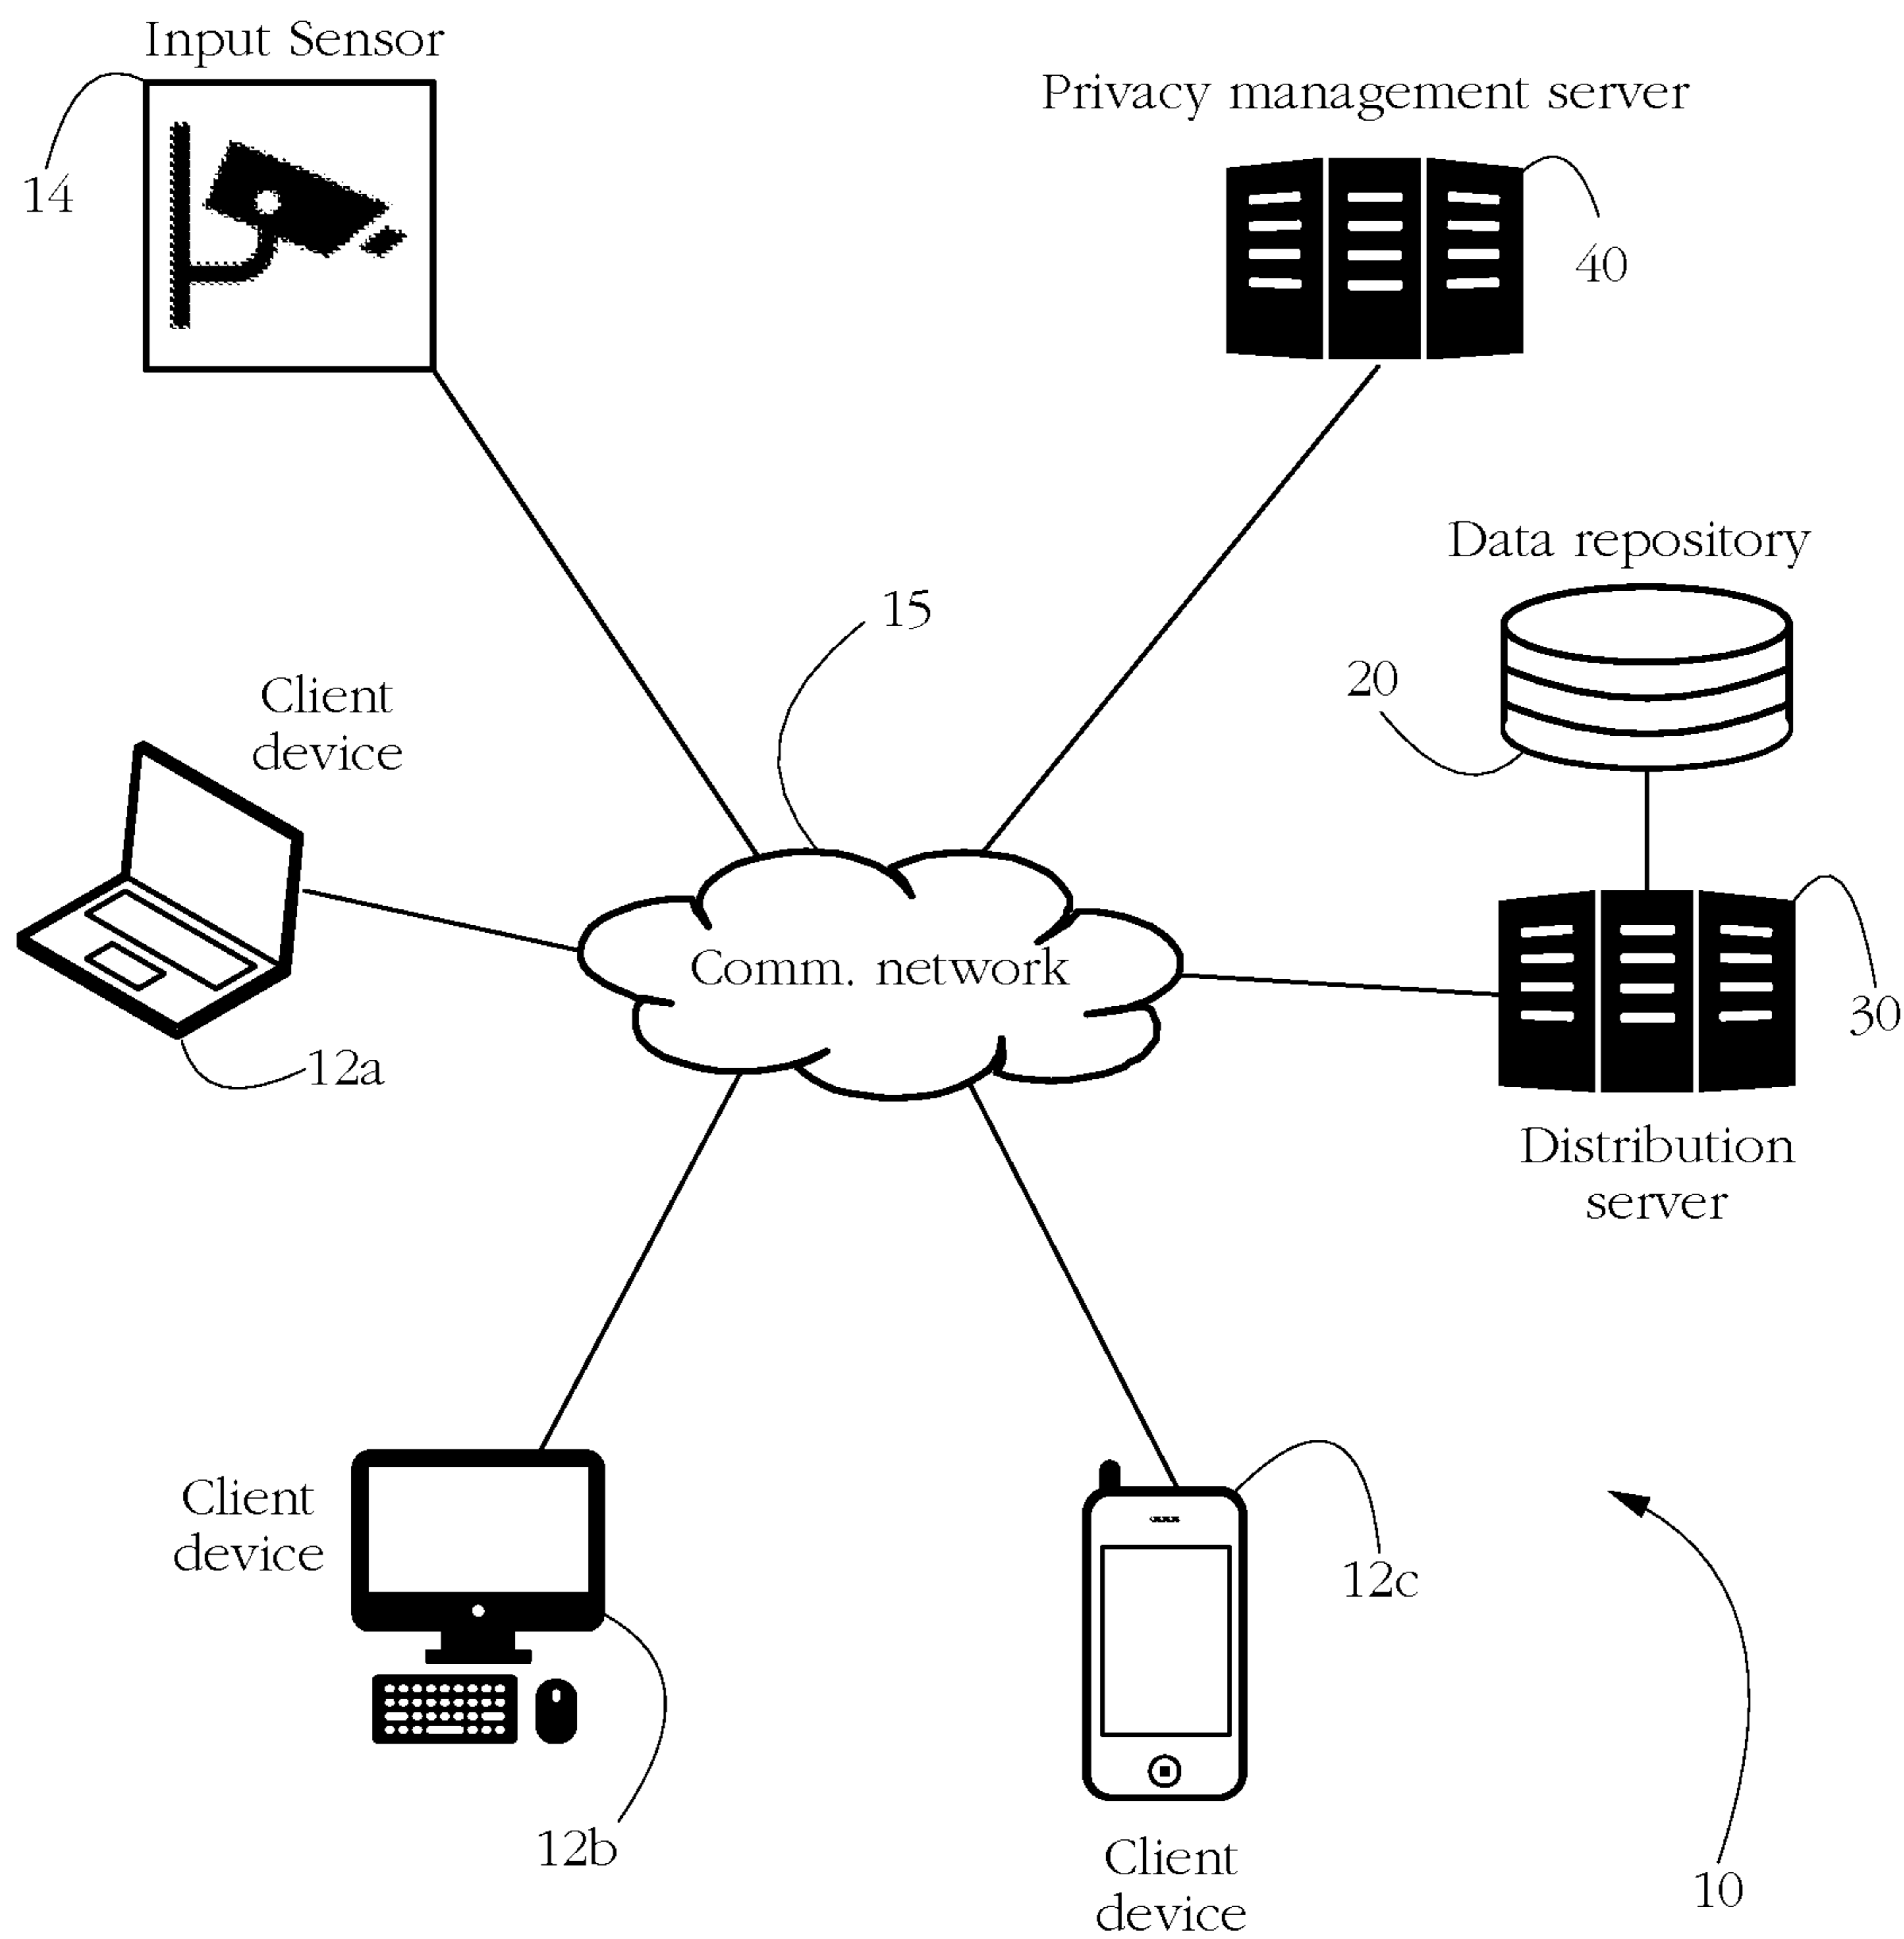 Input Sensor
14
Privacy management server
40
Data repository
20
15
Client
device
12a
Comm. network
30
Distribution
server
Client
device
12b
12c
Client
device
10